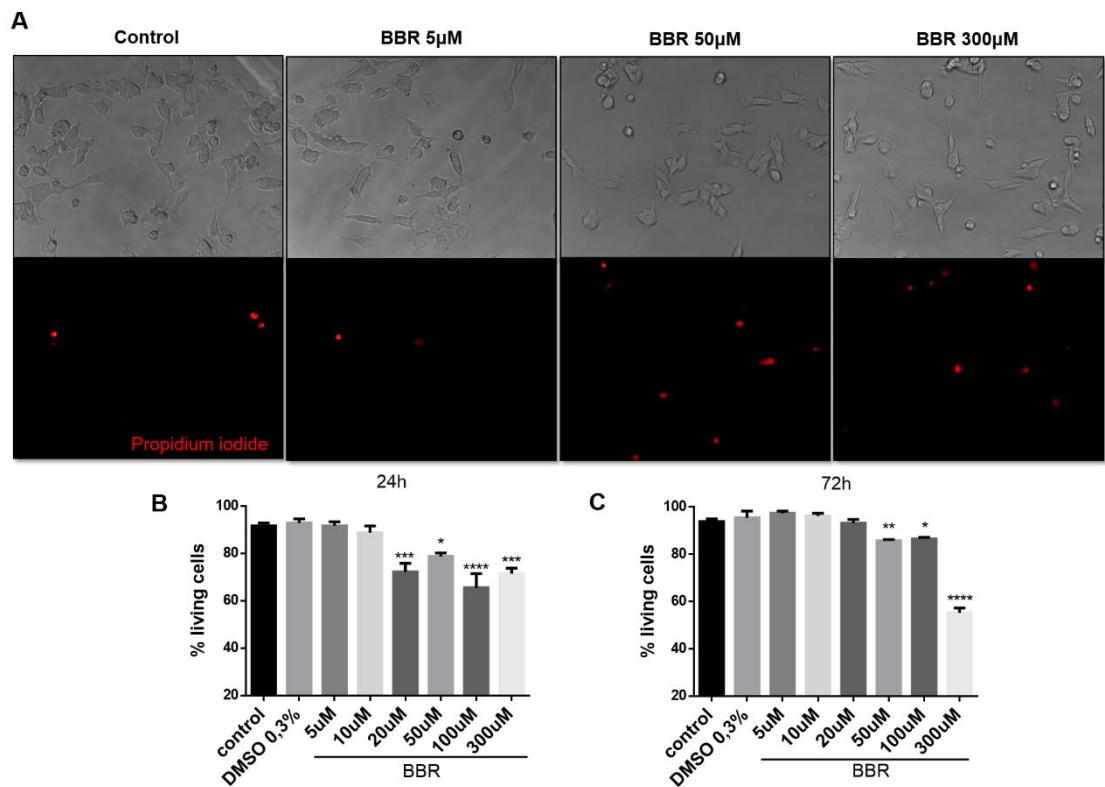 A
Control
BBR 5µM
BBR 50µM
BBR 300µM
Propidium iodide
B
24h
% living cells
100
80
60
40
20
***
*
****
***
control
DMSO 0,3%
5uM
10uM
20uM
50uM
100uM
300uM
BBR
C
72h
% living cells
100
80
60
40
20
**
*
****
control
DMSO 0,3%
5uM
10uM
20uM
50uM
100uM
300uM
BBR